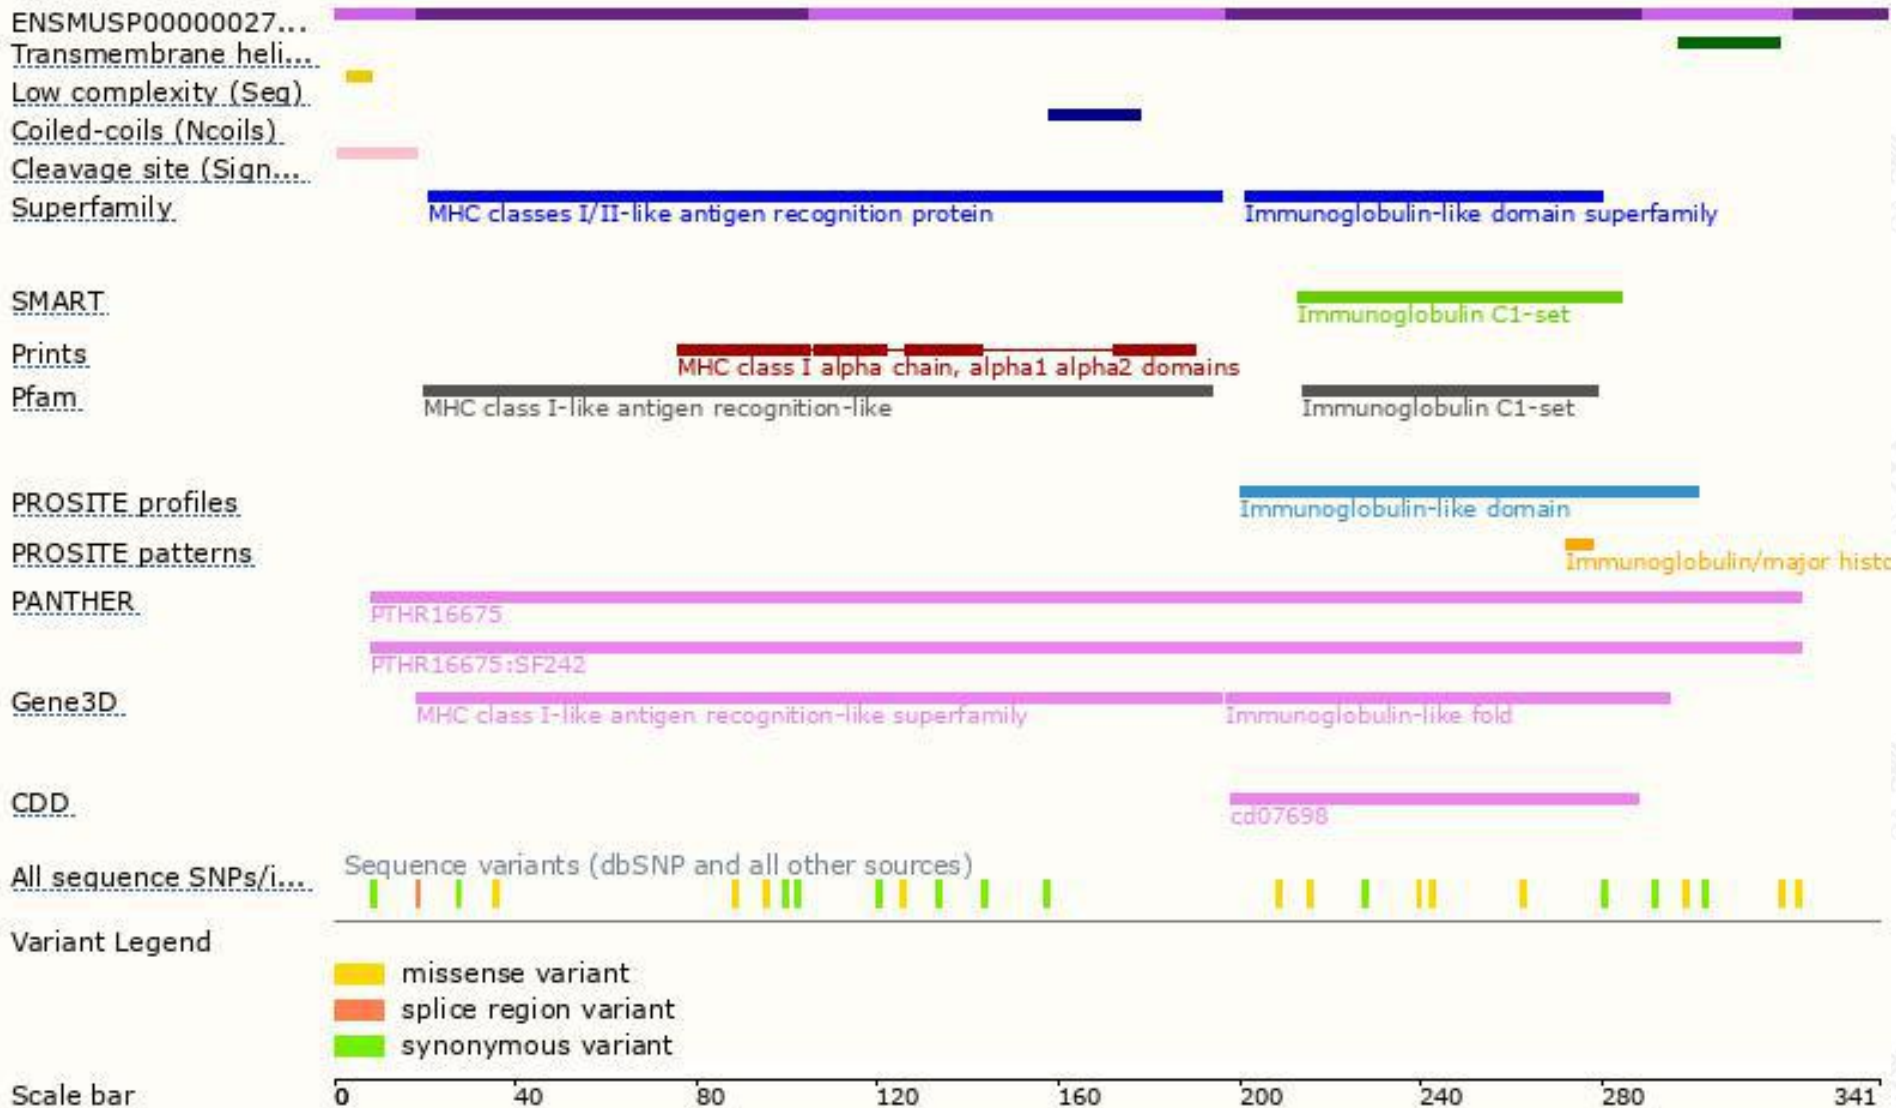 ENSMUSP00000027...
Transmembrane heli...
Low complexity (Seg)
Coiled-coils (Ncoils)
Cleavage site (Sign...
Superfamily
MHC classes I/II-like antigen recognition protein
Immunoglobulin-like domain superfamily
SMART
Immunoglobulin C1-set
Prints
MHC class I alpha chain, alpha1 alpha2 domains
Pfam
MHC class I-like antigen recognition-like
Immunoglobulin C1-set
PROSITE profiles
Immunoglobulin-like domain
PROSITE patterns
Immunoglobulin/major histo
PANTHER
PTHR16675
PTHR16675:SF242
Gene3D
MHC class I-like antigen recognition-like superfamily
Immunoglobulin-like fold
CDD
cd07698
Sequence variants (dbSNP and all other sources)
All sequence SNPs/i...
Variant Legend
missense variant
splice region variant
synonymous variant
Scale bar 0 40 80 120 160 200 240 280 341